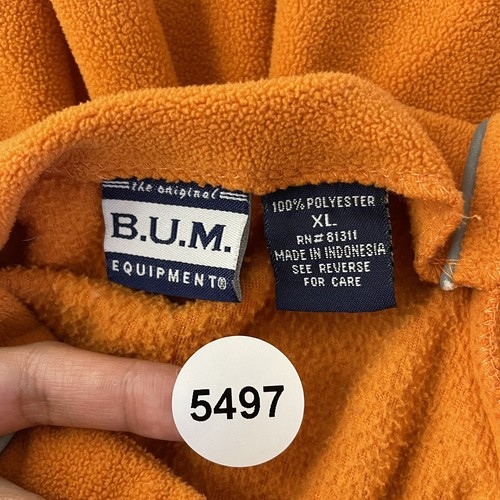 the original
B.U.M.
EQUIPMENT®
100% POLYESTER
XL
RN# 81311
MADE IN INDONESIA
SEE REVERSE
FOR CARE
5497